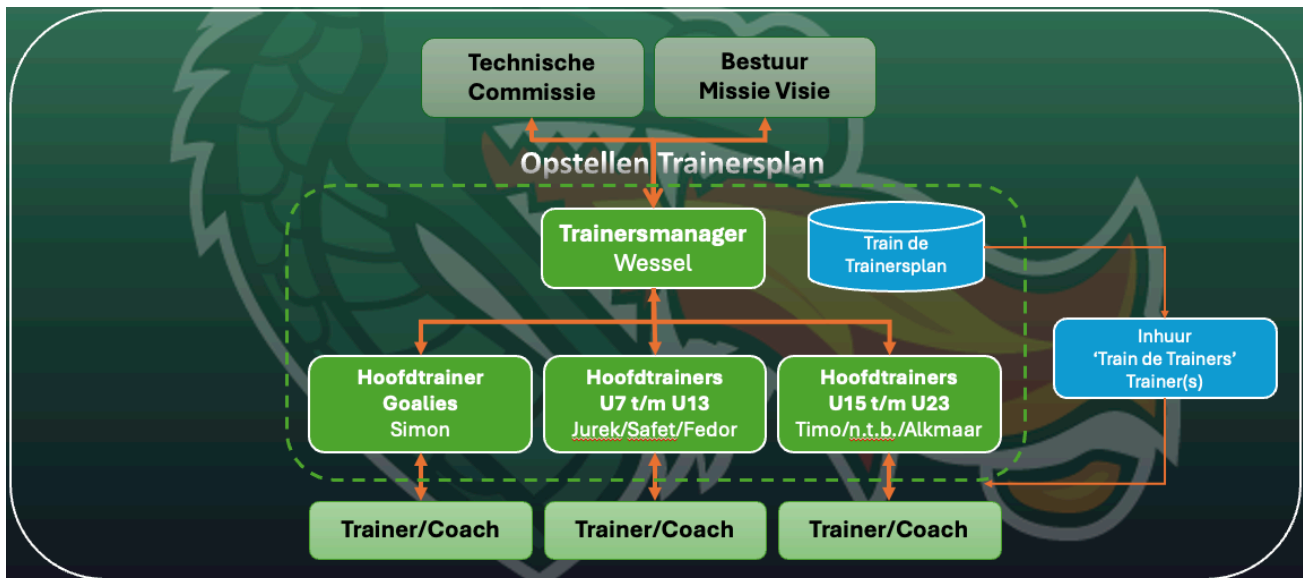 Technische
Commissie
Bestuur
Missie Visie
Opstellen Trainersplan
Trainersmanager
Wessel
Train de
Trainersplan
Inhuur
‘Train de Trainers’
Trainer(s)
Hoofdtrainer
Goalies
Simon
Hoofdtrainers
U7 t/m U13
Jurek/Safet/Fedor
Hoofdtrainers
U15 t/m U23
Timo/n.t.b./Alkmaar
Trainer/Coach
Trainer/Coach
Trainer/Coach